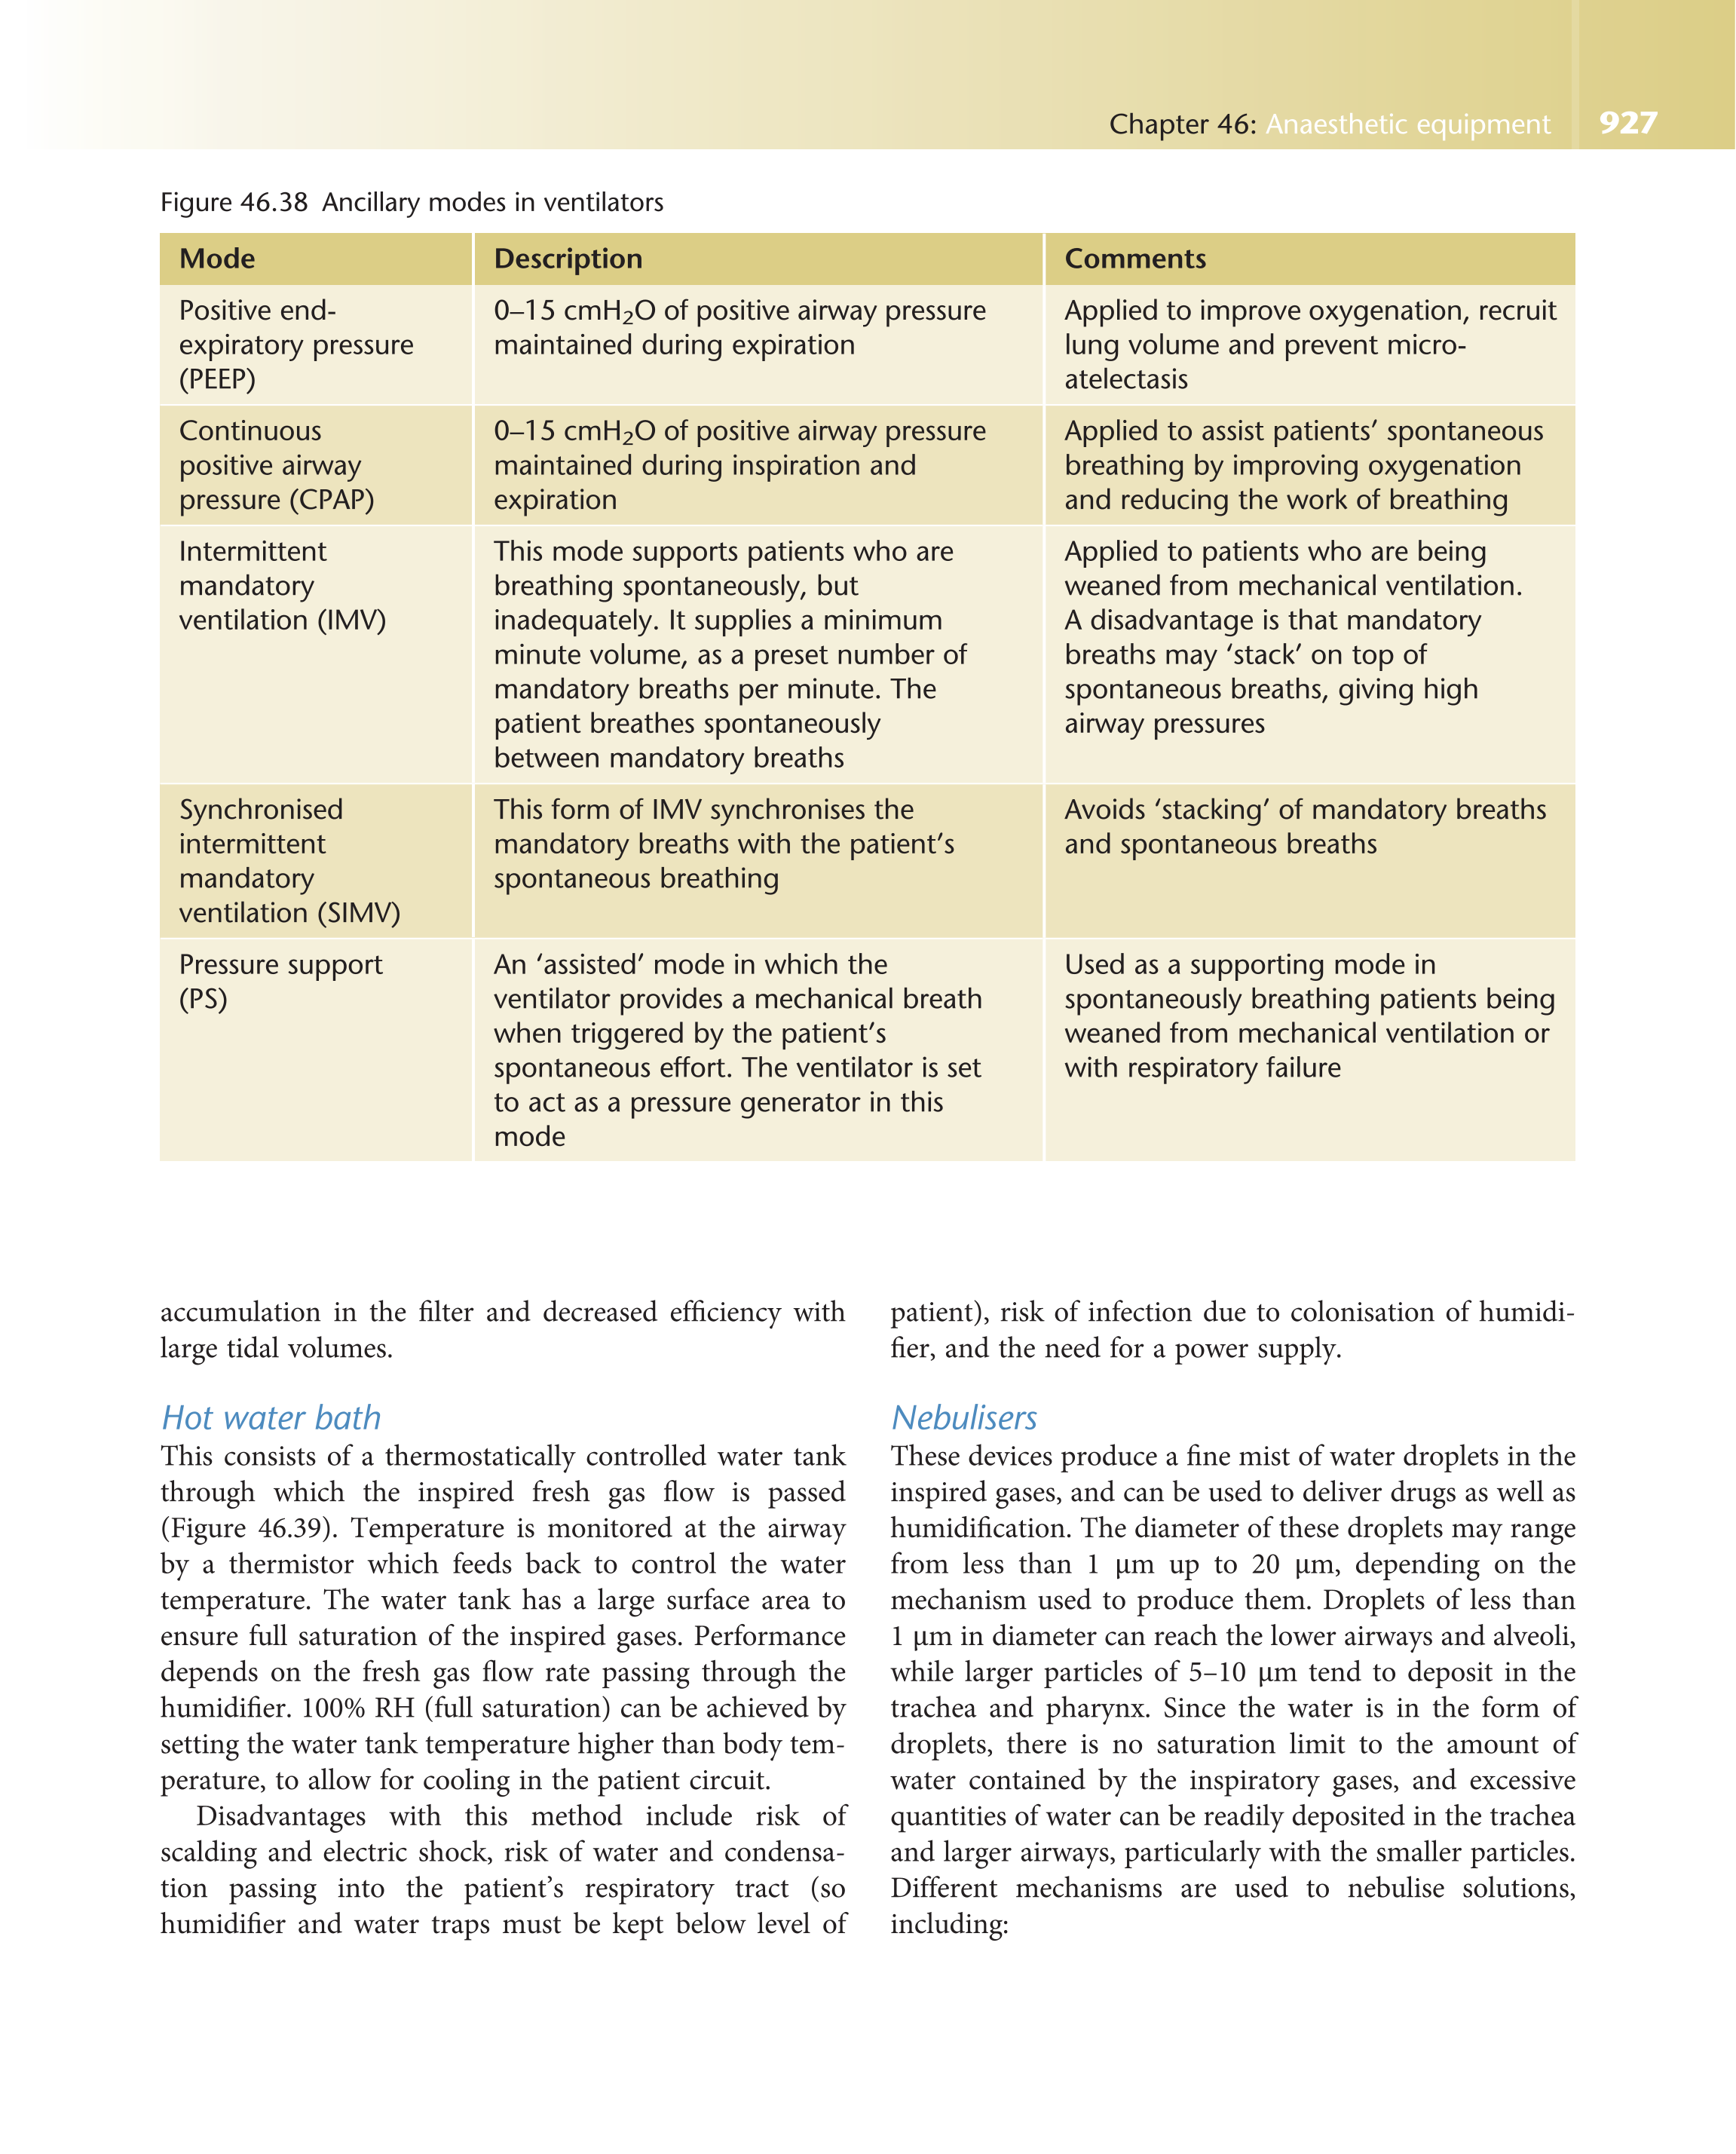 Chapter 46: Anaesthetic equipment 927
Figure 46.38 Ancillary modes in ventilators
Mode
Description
Comments
Positive end-
expiratory pressure
(PEEP)
0–15 cmH₂O of positive airway pressure
maintained during expiration
Applied to improve oxygenation, recruit
lung volume and prevent micro-
atelectasis
Continuous
positive airway
pressure (CPAP)
0–15 cmH₂O of positive airway pressure
maintained during inspiration and
expiration
Applied to assist patients’ spontaneous
breathing by improving oxygenation
and reducing the work of breathing
Intermittent
mandatory
ventilation (IMV)
This mode supports patients who are
breathing spontaneously, but
inadequately. It supplies a minimum
minute volume, as a preset number of
mandatory breaths per minute. The
patient breathes spontaneously
between mandatory breaths
Applied to patients who are being
weaned from mechanical ventilation.
A disadvantage is that mandatory
breaths may ‘stack’ on top of
spontaneous breaths, giving high
airway pressures
Synchronised
intermittent
mandatory
ventilation (SIMV)
This form of IMV synchronises the
mandatory breaths with the patient’s
spontaneous breathing
Avoids ‘stacking’ of mandatory breaths
and spontaneous breaths
Pressure support
(PS)
An ‘assisted’ mode in which the
ventilator provides a mechanical breath
when triggered by the patient’s
spontaneous effort. The ventilator is set
to act as a pressure generator in this
mode
Used as a supporting mode in
spontaneously breathing patients being
weaned from mechanical ventilation or
with respiratory failure
accumulation in the filter and decreased efficiency with
large tidal volumes.
Hot water bath
This consists of a thermostatically controlled water tank
through which the inspired fresh gas flow is passed
(Figure 46.39). Temperature is monitored at the airway
by a thermistor which feeds back to control the water
temperature. The water tank has a large surface area to
ensure full saturation of the inspired gases. Performance
depends on the fresh gas flow rate passing through the
humidifier. 100% RH (full saturation) can be achieved by
setting the water tank temperature higher than body tem-
perature, to allow for cooling in the patient circuit.
Disadvantages with this method include risk of
scalding and electric shock, risk of water and condensa-
tion passing into the patient’s respiratory tract (so
humidifier and water traps must be kept below level of
patient), risk of infection due to colonisation of humidi-
fier, and the need for a power supply.
Nebulisers
These devices produce a fine mist of water droplets in the
inspired gases, and can be used to deliver drugs as well as
humidification. The diameter of these droplets may range
from less than 1 μm up to 20 μm, depending on the
mechanism used to produce them. Droplets of less than
1 μm in diameter can reach the lower airways and alveoli,
while larger particles of 5–10 μm tend to deposit in the
trachea and pharynx. Since the water is in the form of
droplets, there is no saturation limit to the amount of
water contained by the inspiratory gases, and excessive
quantities of water can be readily deposited in the trachea
and larger airways, particularly with the smaller particles.
Different mechanisms are used to nebulise solutions,
including: